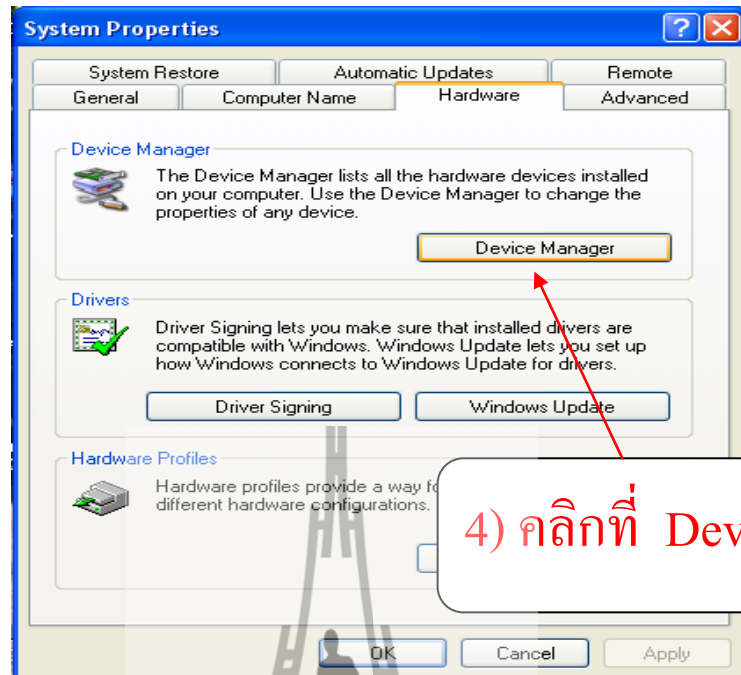 System Properties
System Restore Automatic Updates Remote
General Computer Name Hardware Advanced
Device Manager
The Device Manager lists all the hardware devices installed
on your computer. Use the Device Manager to change the
properties of any device.
Device Manager
Drivers
Driver Signing lets you make sure that installed drivers are
compatible with Windows. Windows Update lets you set up
how Windows connects to Windows Update for drivers.
Driver Signing Windows Update
Hardware Profiles
Hardware profiles provide a way
different hardware configurations.
4) คลิกที่ Dev
OK Cancel Apply